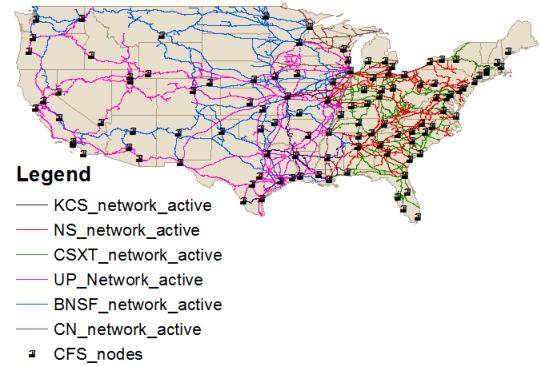 Legend
KCS_network_active
NS_network_active
CSXT_network_active
UP_Network_active
BNSF_network_active
CN_network_active
CFS_nodes